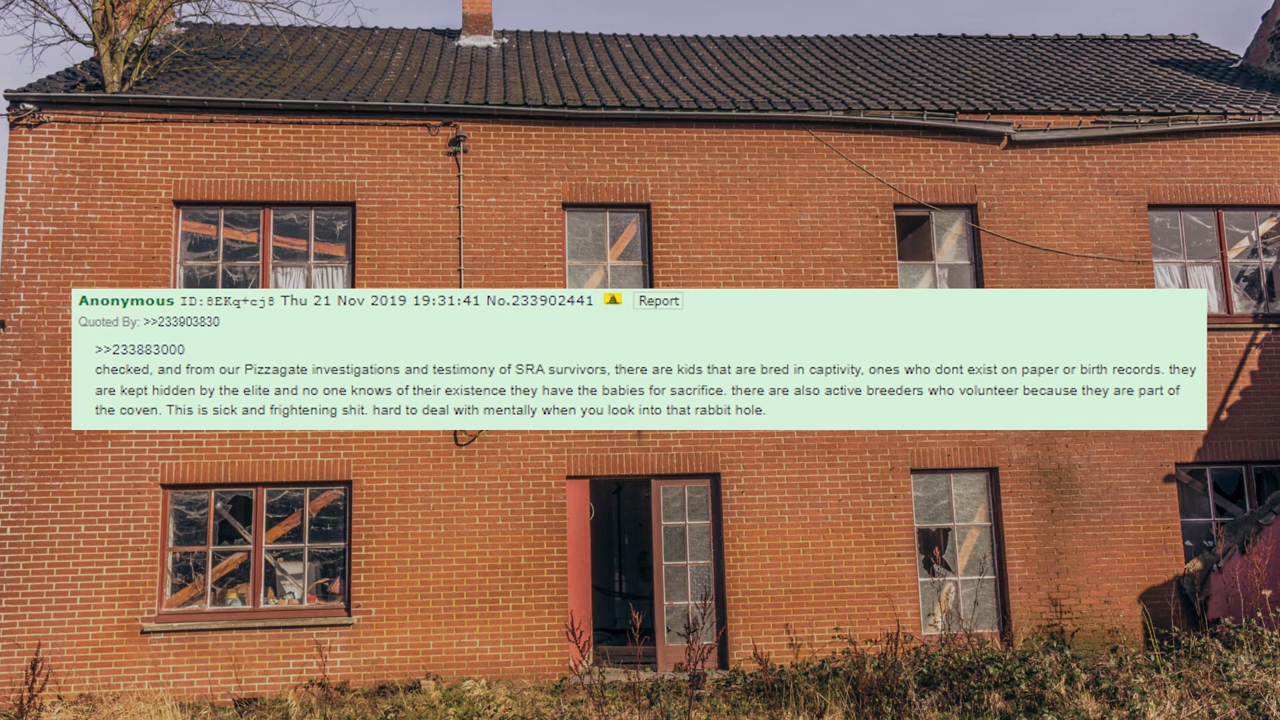 Anonymous ID:8EKq+cj8 Thu 21 Nov 2019 19:31:41 No.233902441 Report
Quoted By: >>233903830
>>233883000
checked, and from our Pizzagate investigations and testimony of SRA survivors, there are kids that are bred in captivity, ones who dont exist on paper or birth records. they
are kept hidden by the elite and no one knows of their existence they have the babies for sacrifice. there are also active breeders who volunteer because they are part of
the coven. This is sick and frightening shit. hard to deal with mentally when you look into that rabbit hole.